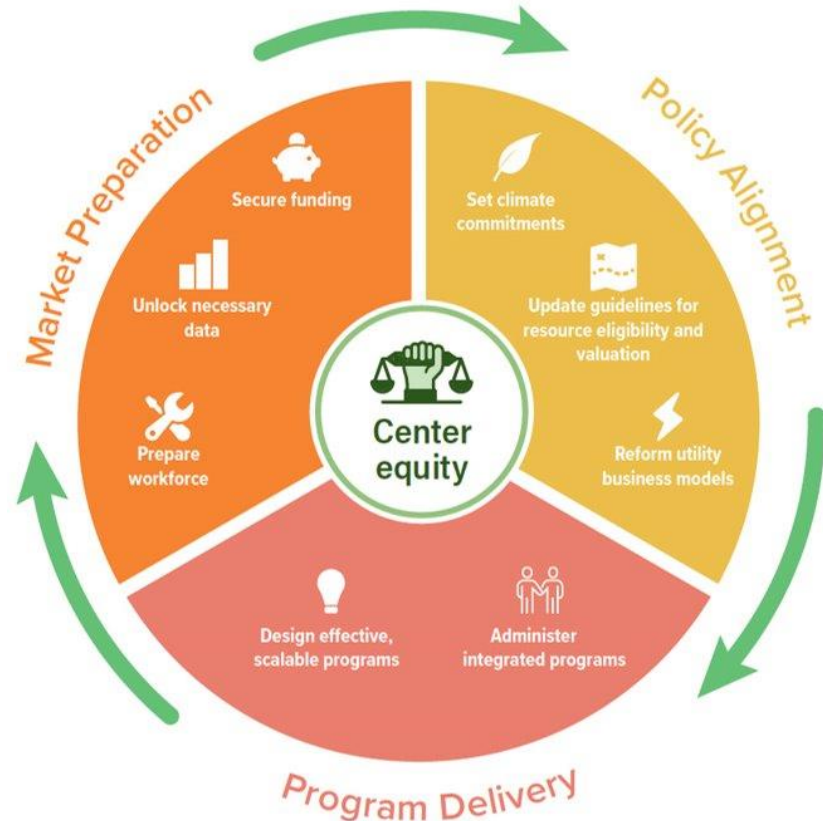 Market Preparation
Secure funding
Unlock necessary
data
Prepare
workforce
Policy Alignment
Set climate
commitments
Update guidelines for
resource eligibility and
valuation
Reform utility
business models
Center
equity
Design effective,
scalable programs
Administer
integrated programs
Program Delivery